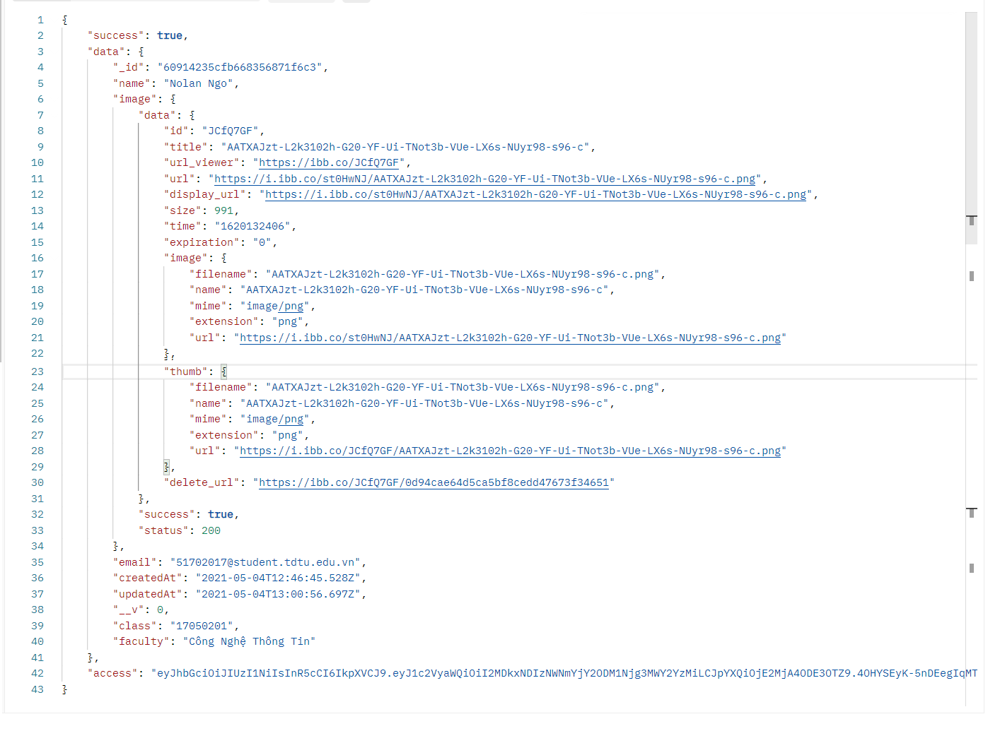 1 {
2 "success": true,
3 "data": {
4 "_id": "60914235cfb668356871f6c3",
5 "name": "Nolan Ngo",
6 "image": {
7 "data": {
8 "id": "JCfQ7GF",
9 "title": "AATXAJzt-L2k3102h-G20-YF-Ui-TNot3b-VUe-LX6s-NUyr98-s96-c",
10 "url_viewer": "https://ibb.co/JCfQ7GF",
11 "url": "https://i.ibb.co/st0HwNJ/AATXAJzt-L2k3102h-G20-YF-Ui-TNot3b-VUe-LX6s-NUyr98-s96-c.png",
12 "display_url": "https://i.ibb.co/st0HwNJ/AATXAJzt-L2k3102h-G20-YF-Ui-TNot3b-VUe-LX6s-NUyr98-s96-c.png",
13 "size": 991,
14 "time": "1620132406",
15 "expiration": "0",
16 "image": {
17 "filename": "AATXAJzt-L2k3102h-G20-YF-Ui-TNot3b-VUe-LX6s-NUyr98-s96-c.png",
18 "name": "AATXAJzt-L2k3102h-G20-YF-Ui-TNot3b-VUe-LX6s-NUyr98-s96-c",
19 "mime": "image/png",
20 "extension": "png",
21 "url": "https://i.ibb.co/st0HwNJ/AATXAJzt-L2k3102h-G20-YF-Ui-TNot3b-VUe-LX6s-NUyr98-s96-c.png"
22 },
23 "thumb": {
24 "filename": "AATXAJzt-L2k3102h-G20-YF-Ui-TNot3b-VUe-LX6s-NUyr98-s96-c.png",
25 "name": "AATXAJzt-L2k3102h-G20-YF-Ui-TNot3b-VUe-LX6s-NUyr98-s96-c",
26 "mime": "image/png",
27 "extension": "png",
28 "url": "https://i.ibb.co/JCfQ7GF/AATXAJzt-L2k3102h-G20-YF-Ui-TNot3b-VUe-LX6s-NUyr98-s96-c.png"
29 },
30 "delete_url": "https://ibb.co/JCfQ7GF/0d94cae64d5ca5bf8cedd47673f34651"
31 },
32 "success": true,
33 "status": 200
34 },
35 "email": "51702017@student.tdtu.edu.vn",
36 "createdAt": "2021-05-04T12:46:45.528Z",
37 "updatedAt": "2021-05-04T13:00:56.697Z",
38 "__v": 0,
39 "class": "17050201",
40 "faculty": "Công Nghệ Thông Tin"
41 },
42 "access": "eyJhbGciOiJIUzI1NiIsInR5cCI6IkpXVCJ9.eyJ1c2VyaWQiOiI2MDkxNDIzNWNmYjY2ODM1Njg3MWY2YzMiLCJpYXQiOjE2MjA4ODE3OTZ9.4OHYSEyK-5nDEegIqMT
43 }